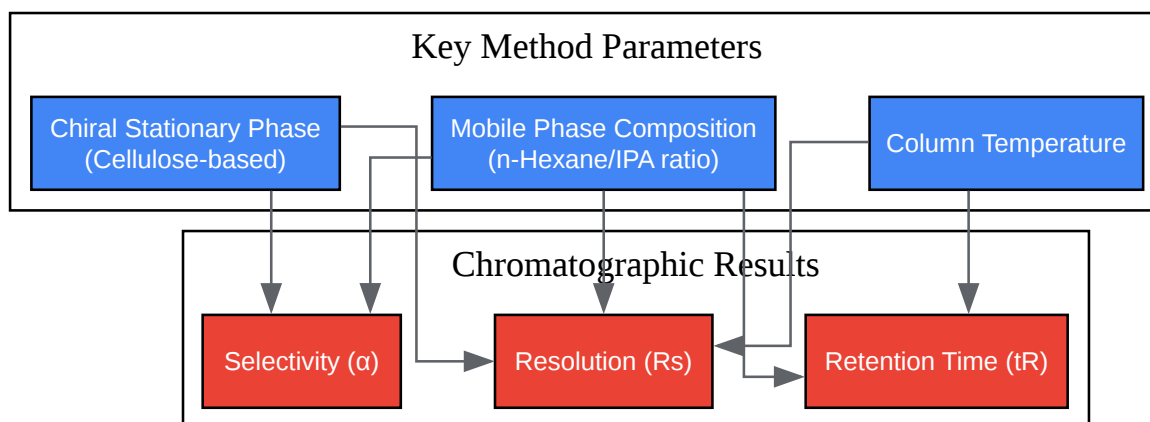 Key Method Parameters
Chiral Stationary Phase
(Cellulose-based)
Mobile Phase Composition
(n-Hexane/IPA ratio)
Column Temperature
Chromatographic Results
Selectivity (α)
Resolution (Rs)
Retention Time (tR)